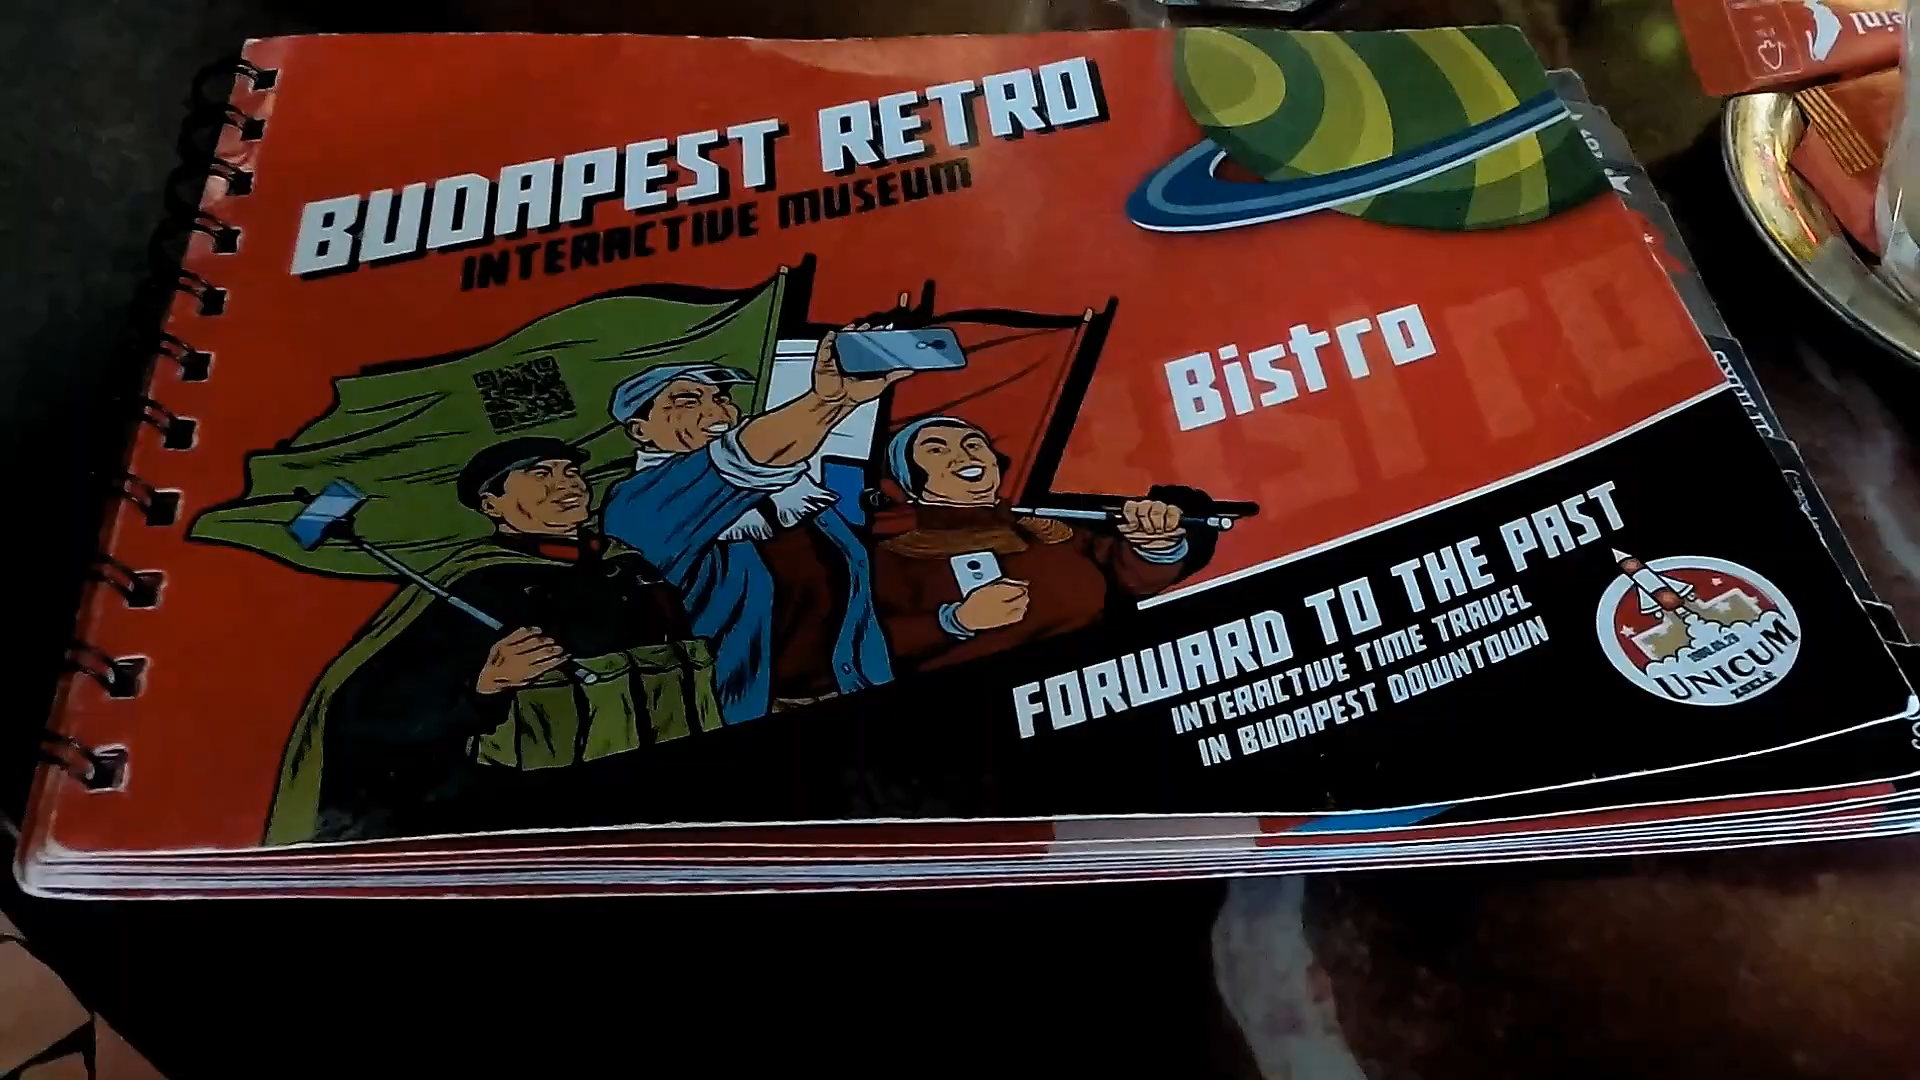 BUDAPEST RETRO
INTERACTIVE MUSEUM
Bistro
FORWARD TO THE PAST
INTERACTIVE TIME TRAVEL
IN BUDAPEST DOWNTOWN
UNICUM